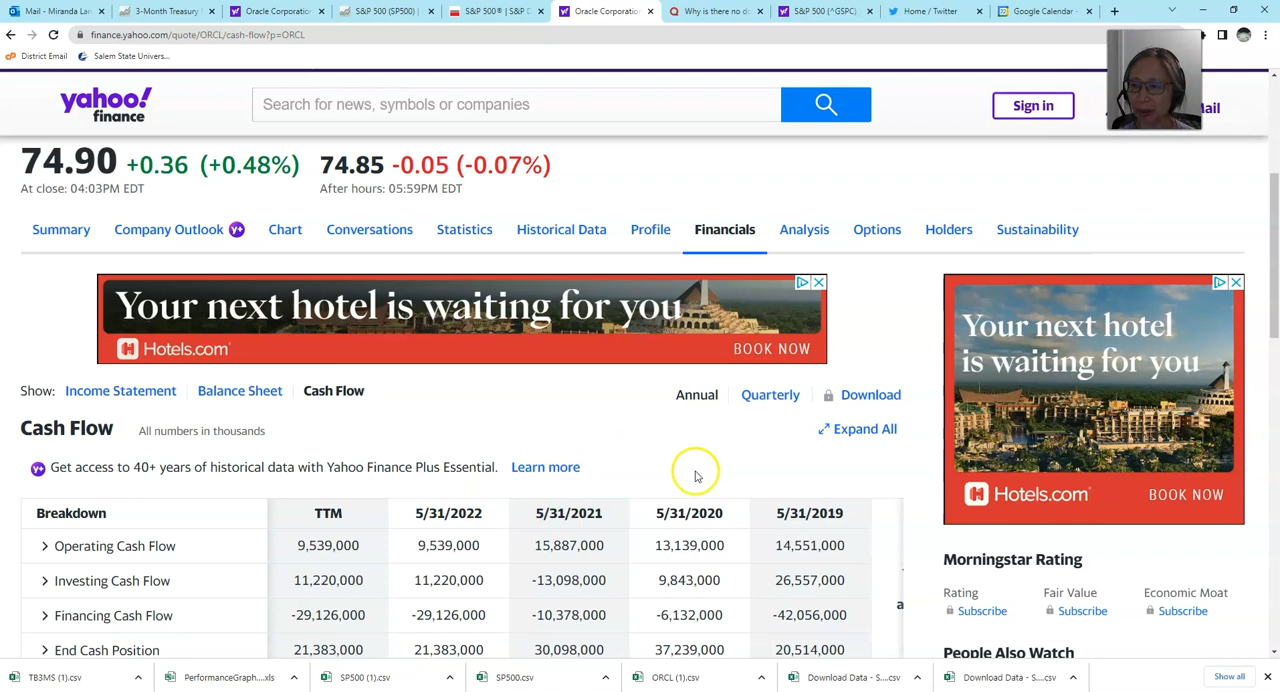 Mail - Miranda Lan
3-Month Treasury
Oracle Corporation
S&P 500 (SP500) |
S&P 500® | S&P D
Oracle Corporatio
Why is there no d
S&P 500 (^GSPC)
Home / Twitter
Google Calendar -
finance.yahoo.com/quote/ORCL/cash-flow?p=ORCL
District Email
Salem State Univers...
yahoo!
finance
Search for news, symbols or companies
Sign in
Mail
74.90 +0.36 (+0.48%) 74.85 -0.05 (-0.07%)
At close: 04:03PM EDT After hours: 05:59PM EDT
Summary Company Outlook Y+ Chart Conversations Statistics Historical Data Profile Financials Analysis Options Holders Sustainability
Your next hotel is waiting for you
H Hotels.com BOOK NOW
Your next hotel
is waiting for you
H Hotels.com BOOK NOW
Show: Income Statement Balance Sheet Cash Flow Annual Quarterly Download
Cash Flow All numbers in thousands Expand All
Y+ Get access to 40+ years of historical data with Yahoo Finance Plus Essential. Learn more
Breakdown TTM 5/31/2022 5/31/2021 5/31/2020 5/31/2019
Operating Cash Flow 9,539,000 9,539,000 15,887,000 13,139,000 14,551,000
Investing Cash Flow 11,220,000 11,220,000 -13,098,000 9,843,000 26,557,000
Financing Cash Flow -29,126,000 -29,126,000 -10,378,000 -6,132,000 -42,056,000
End Cash Position 21,383,000 21,383,000 30,098,000 37,239,000 20,514,000
Morningstar Rating
Rating Fair Value Economic Moat
Subscribe Subscribe Subscribe
People Also Watch
TB3MS (1).csv
PerformanceGraph....xls
SP500 (1).csv
SP500.csv
ORCL (1).csv
Download Data - S....csv
Download Data - S....csv
Show all